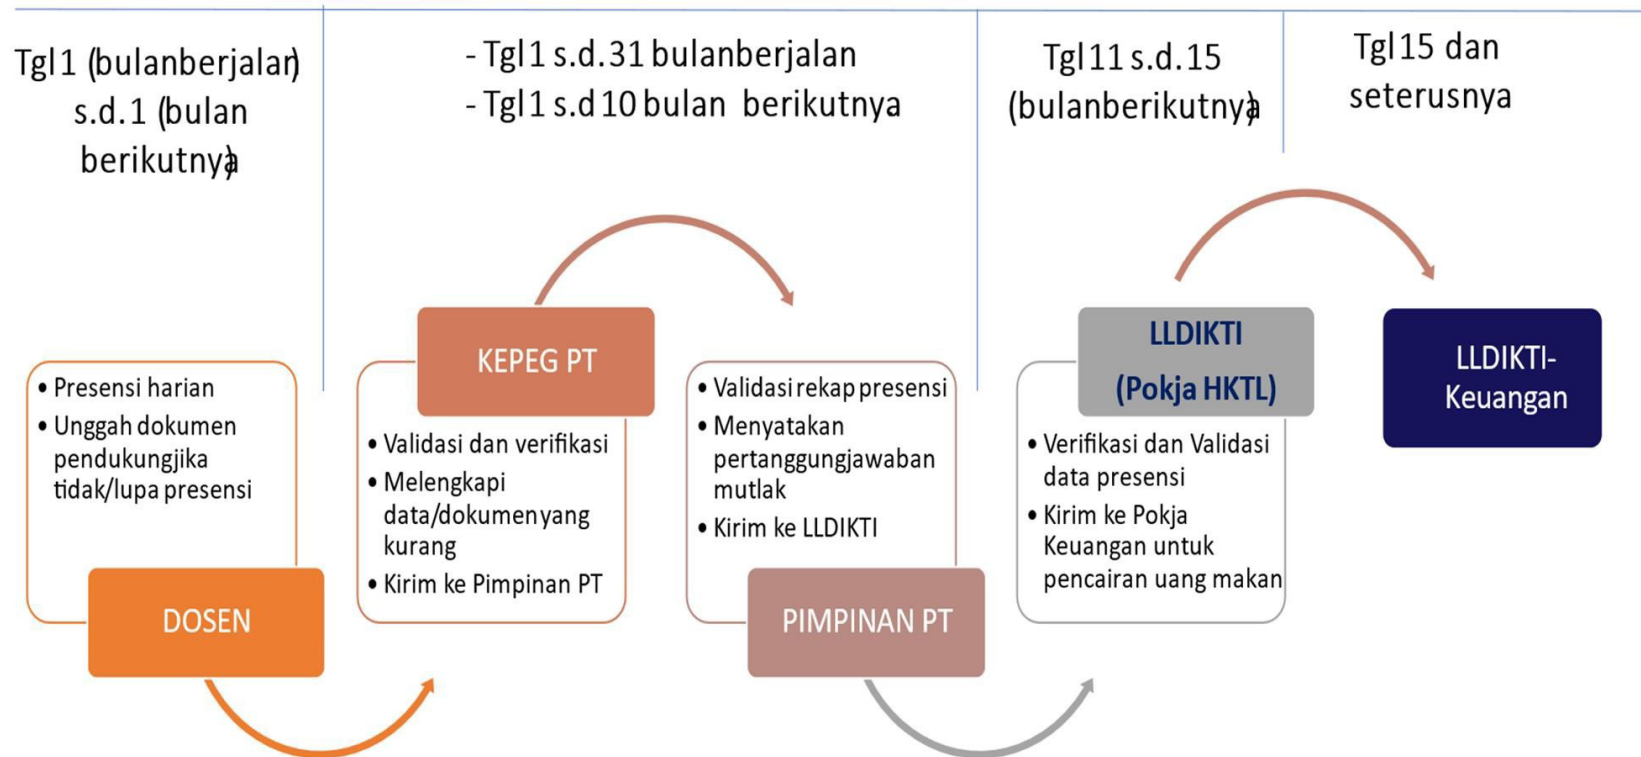 Tgl 1 (bulanberjalan)
s.d. 1 (bulan
berikutnya)
- Tgl 1 s.d. 31 bulanberjalan
- Tgl 1 s.d 10 bulan berikutnya.
Tgl 11 s.d. 15
(bulanberikutnya)
Tgl 15 dan
seterusnya
• Presensi harian
• Unggah dokumen
pendukungjika
tidak/lupa presensi
DOSEN
KEPEG PT
• Validasi dan verifikasi
• Melengkapi
data/dokumenyang
kurang
• Kirim ke Pimpinan PT
• Validasi rekap presensi
• Menyatakan
pertanggungjawaban
mutlak
• Kirim ke LLDIKTI
PIMPINAN PT
LLDIKTI
(Pokja HKTL)
• Verifikasi dan Validasi
data presensi
• Kirim ke Pokja
Keuangan untuk
pencairan uang makan
LLDIKTI-
Keuangan